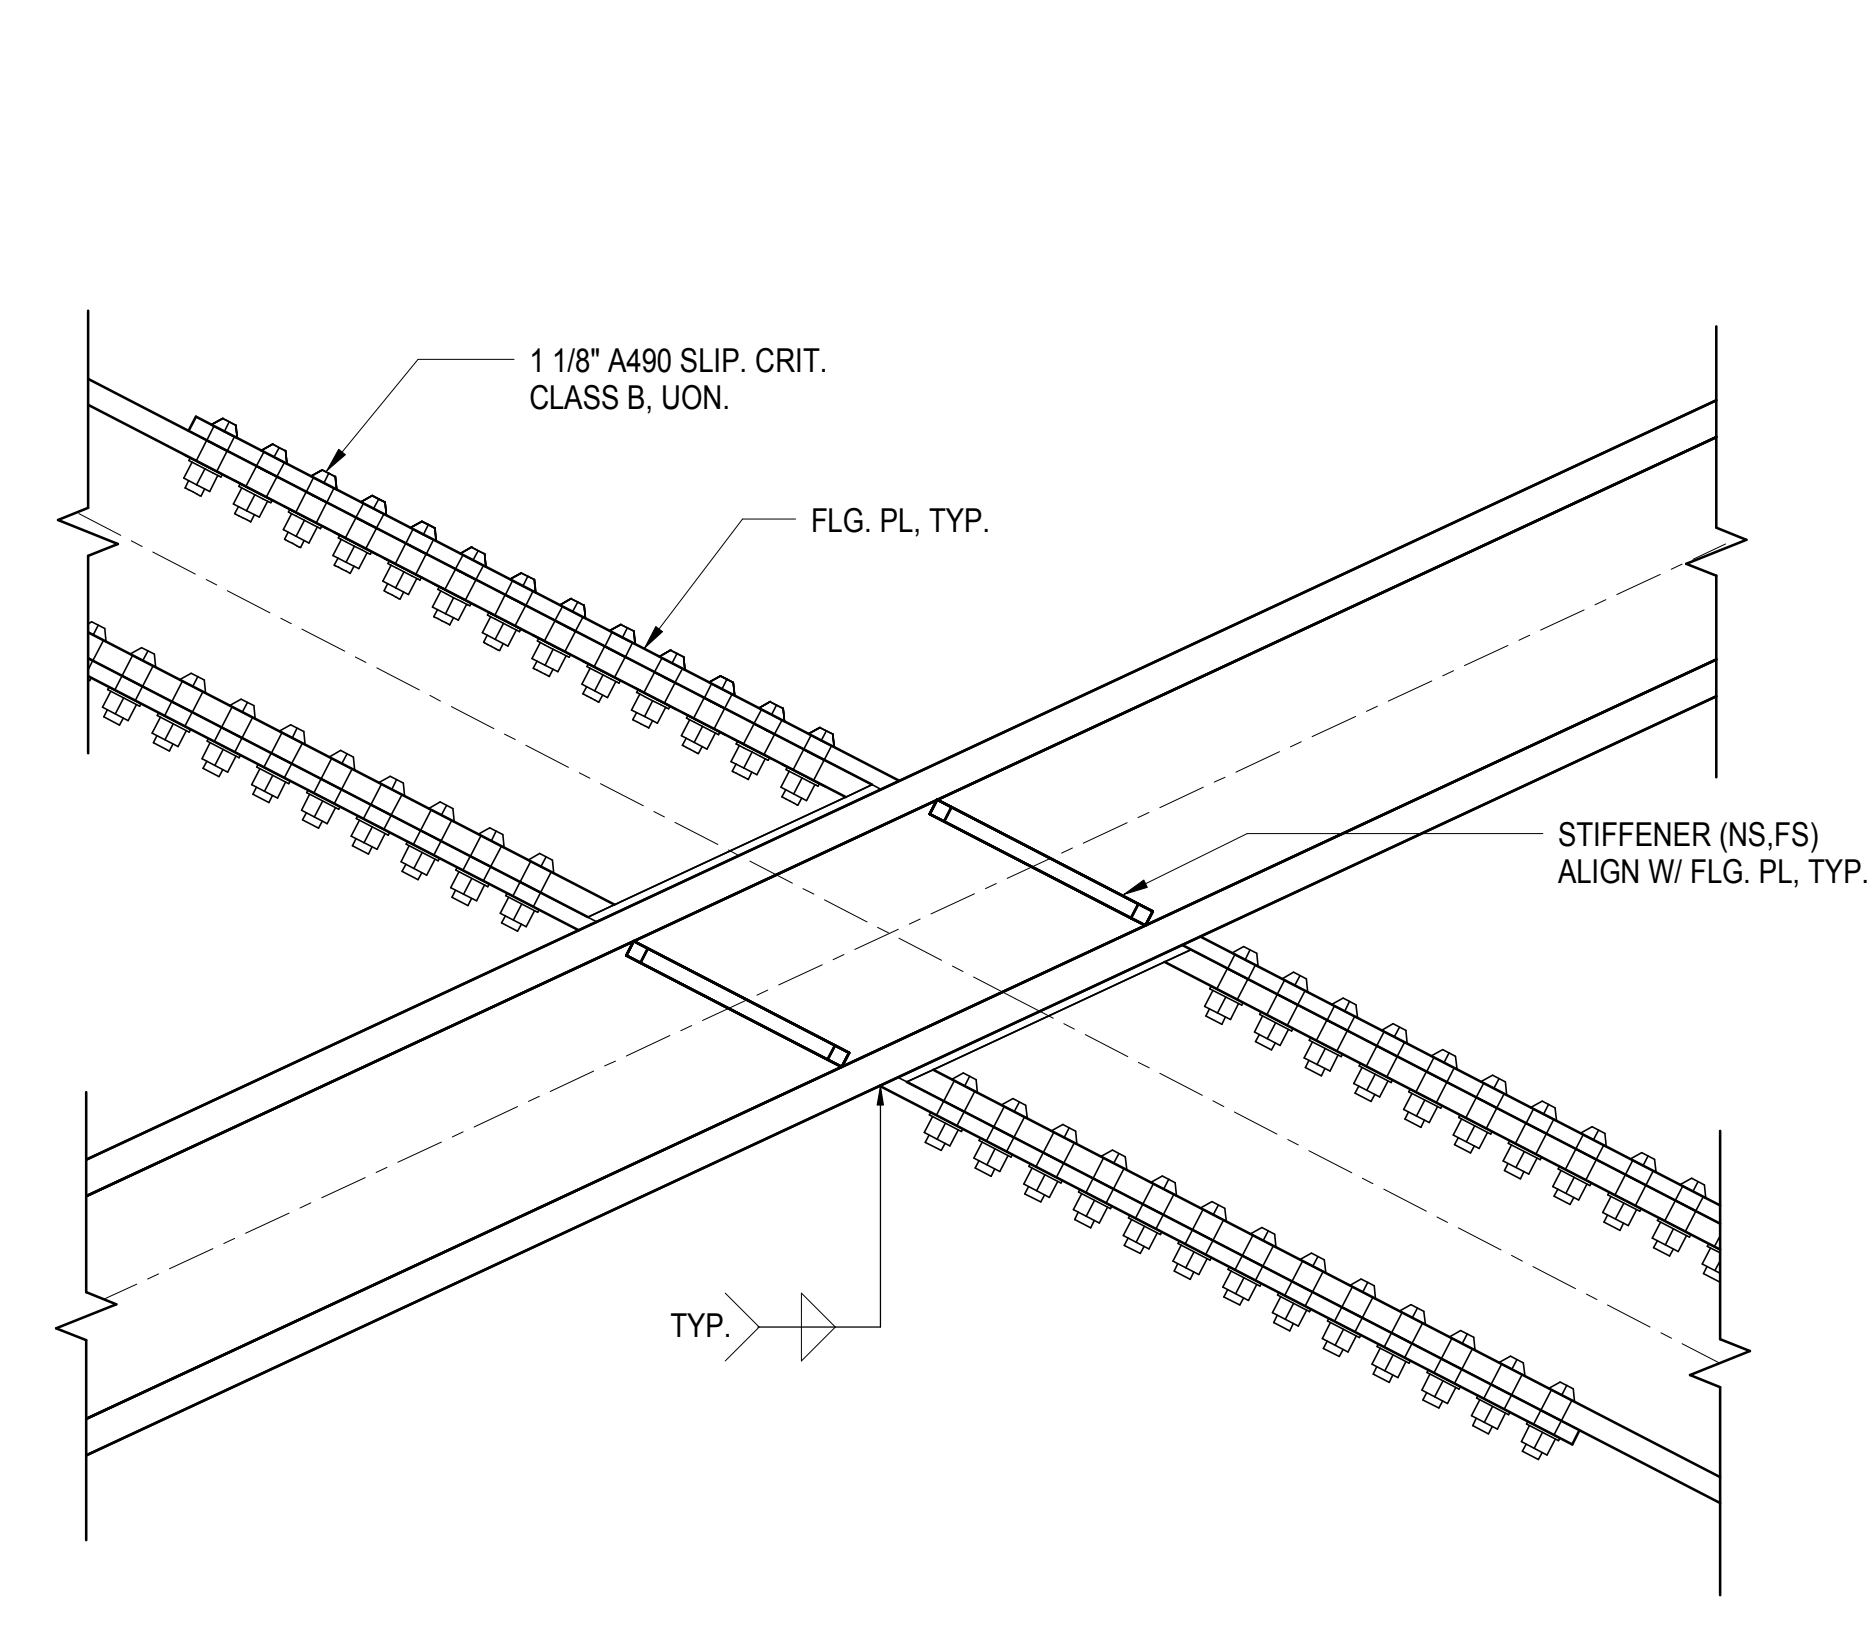 1 1/8" A490 SLIP. CRIT.
CLASS B, UON.
FLG. PL, TYP.
STIFFENER (NS,FS)
ALIGN W/ FLG. PL, TYP.
TYP.